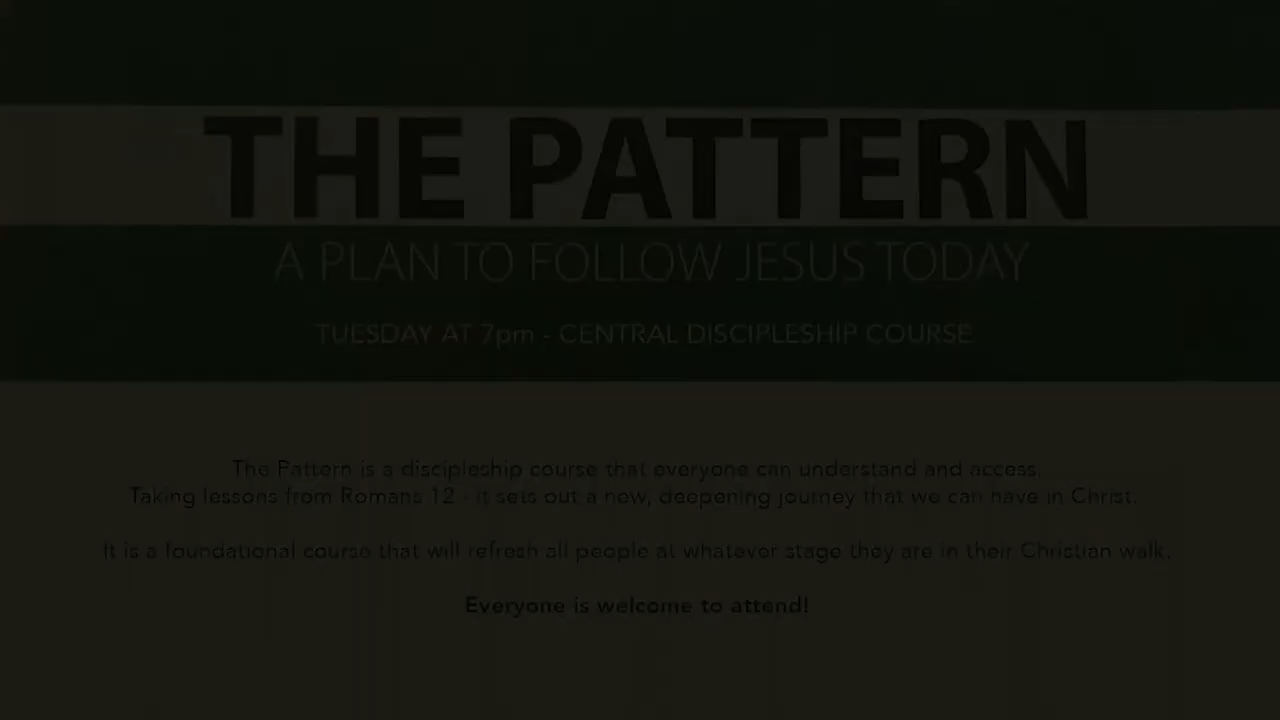 THE PATTERN
A PLAN TO FOLLOW JESUS TODAY
TUESDAY AT 7pm - CENTRAL DISCIPLESHIP COURSE
The Pattern is a discipleship course that everyone can understand and access.
Taking lessons from Romans 12 - it sets out a new, deepening journey that we can have in Christ.
It is a foundational course that will refresh all people at whatever stage they are in their Christian walk.
Everyone is welcome to attend!